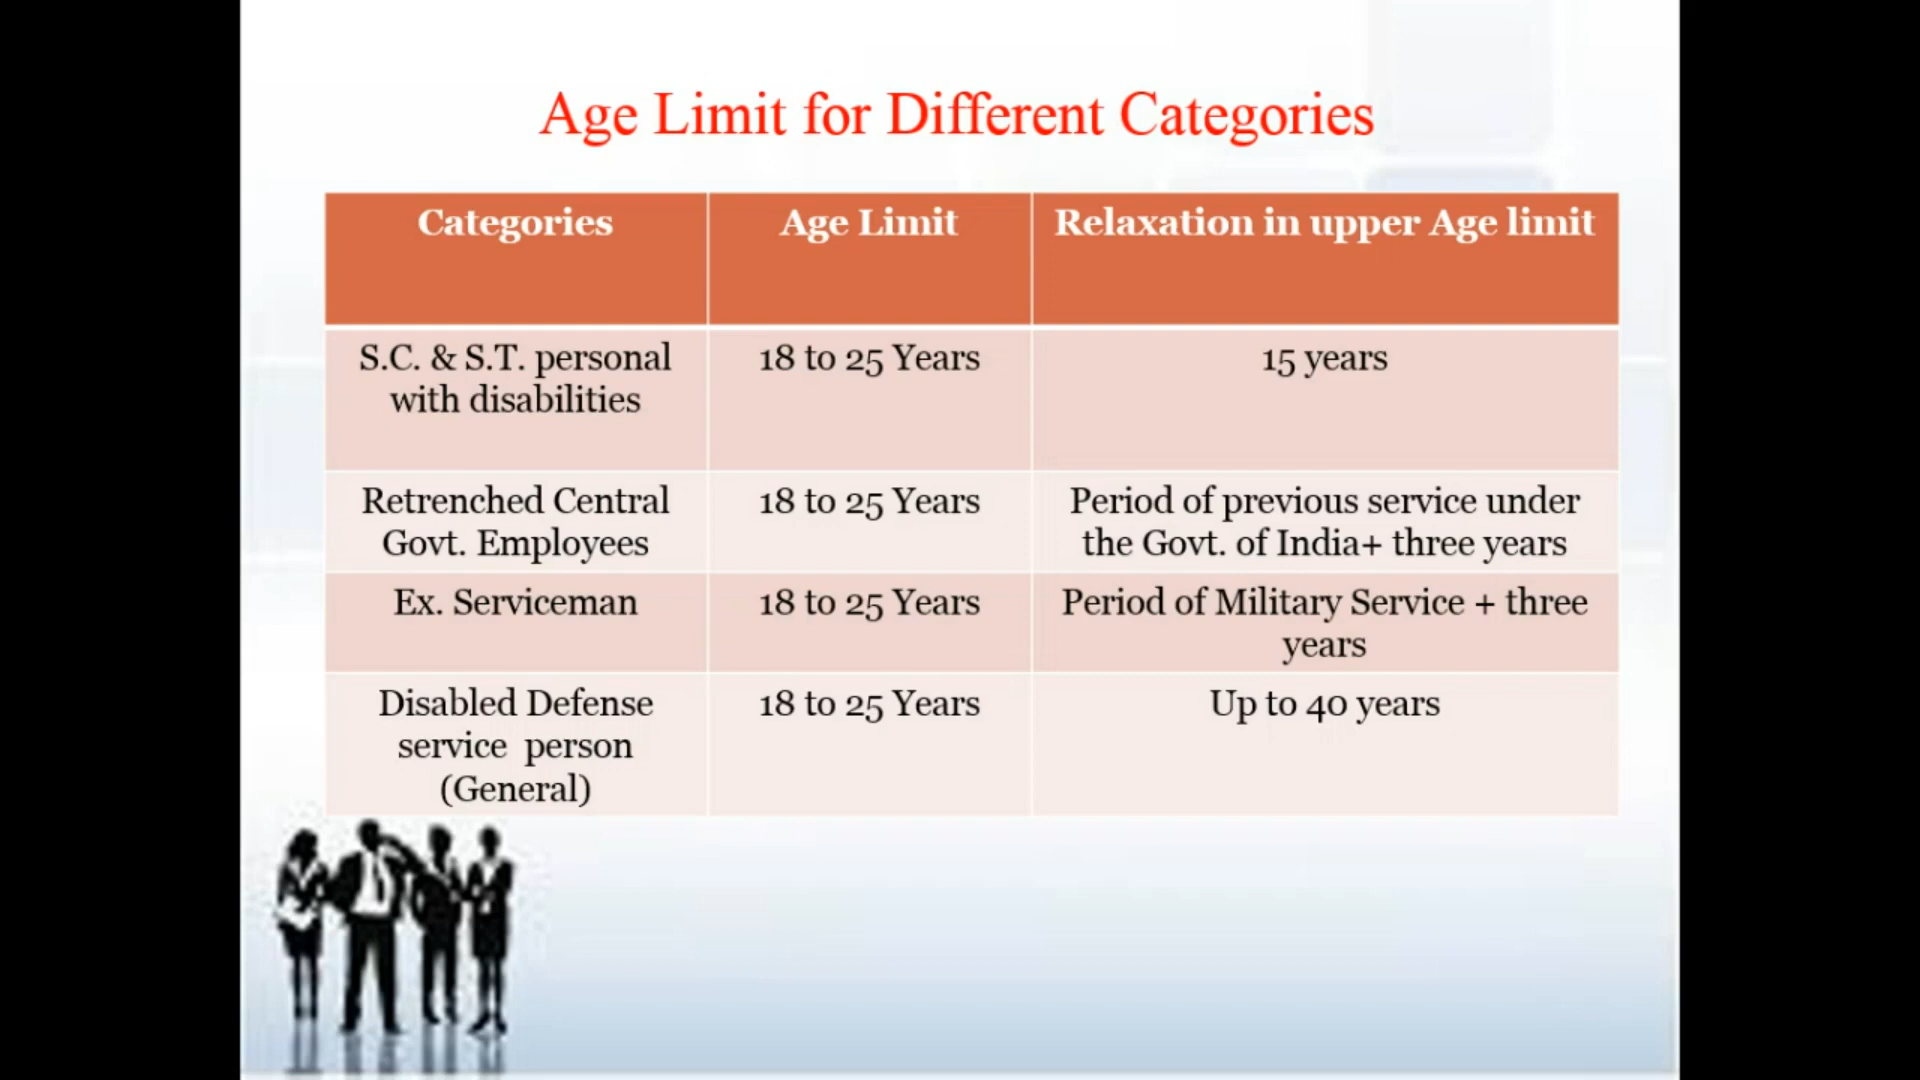 Age Limit for Different Categories
Categories
Age Limit
Relaxation in upper Age limit
S.C. & S.T. personal
with disabilities
18 to 25 Years
15 years
Retrenched Central
Govt. Employees
18 to 25 Years
Period of previous service under
the Govt. of India+ three years
Ex. Serviceman
18 to 25 Years
Period of Military Service + three
years
Disabled Defense
service  person
(General)
18 to 25 Years
Up to 40 years